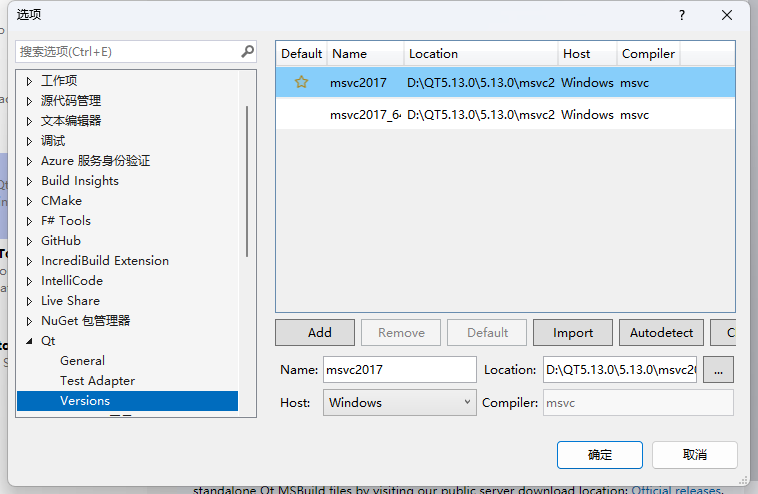 选项
?
搜索选项(Ctrl+E)
工作项
源代码管理
文本编辑器
调试
Azure 服务身份验证
Build Insights
CMake
F# Tools
GitHub
IncrediBuild Extension
IntelliCode
Live Share
NuGet 包管理器
Qt
General
Test Adapter
Versions
Default Name Location Host Compiler
msvc2017 D:\QT5.13.0\5.13.0\msvc2 Windows msvc
msvc2017_64 D:\QT5.13.0\5.13.0\msvc2 Windows msvc
Add Remove Default Import Autodetect C
Name: msvc2017 Location: D:\QT5.13.0\5.13.0\msvc20
Host: Windows Compiler: msvc
...
确定 取消
standalone Qt MSBuild files by visiting our public server download location: Official releases.